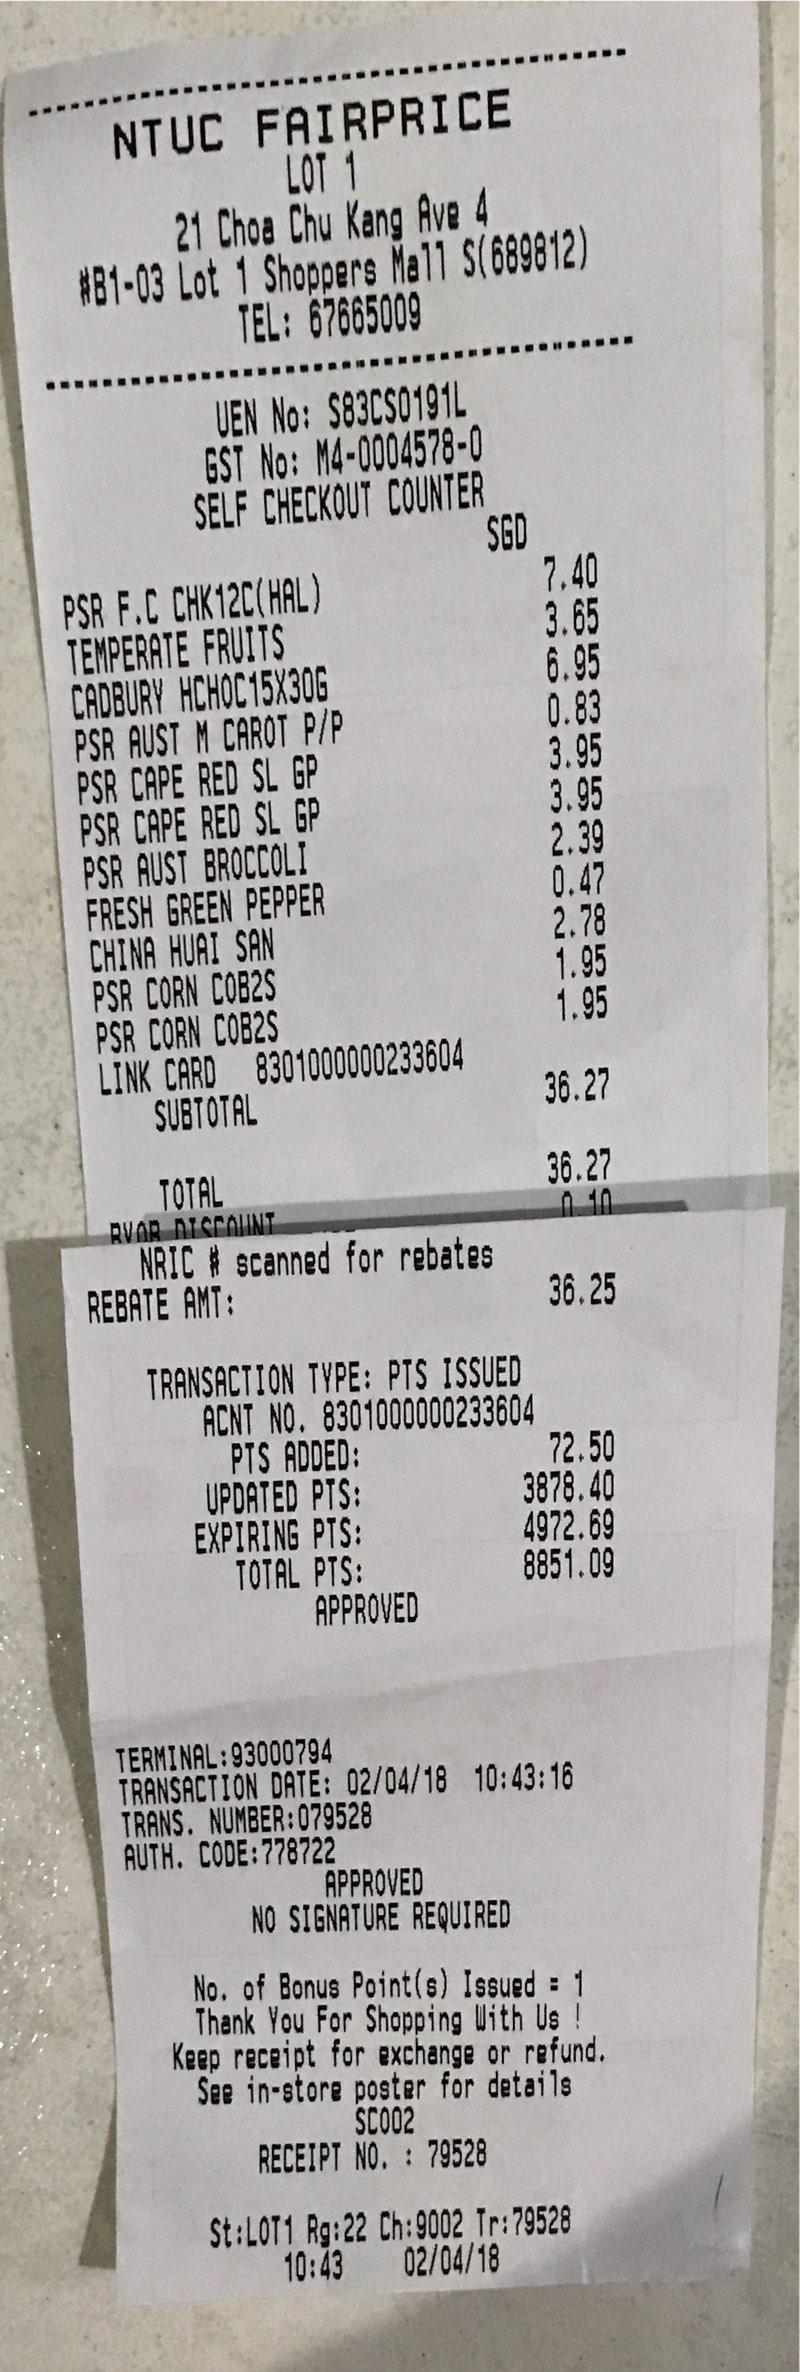 NTUC FAIRPRICE
LOT 1
21 Choa Chu Kang Ave 4
#B1-03 Lot 1 Shoppers Mall S(689812)
TEL: 67665009
UEN No: S83CS0191L
GST No: M4-0004578-0
SELF CHECKOUT COUNTER
SGD
PSR F.C CHK12C(HAL) 7.40
TEMPERATE FRUITS 3.65
CADBURY HCHOC15X30G 6.95
PSR AUST M CAROT P/P 0.83
PSR CAPE RED SL GP 3.95
PSR CAPE RED SL GP 3.95
PSR AUST BROCCOLI 2.39
FRESH GREEN PEPPER 0.47
CHINA HUAI SAN 2.78
PSR CORN COB2S 1.95
PSR CORN COB2S 1.95
LINK CARD 8301000000233604
SUBTOTAL 36.27
TOTAL 36.27
BYOB DISCOUNT 0.10
NRIC # scanned for rebates
REBATE AMT: 36.25
TRANSACTION TYPE: PTS ISSUED
ACNT NO. 8301000000233604
PTS ADDED: 72.50
UPDATED PTS: 3878.40
EXPIRING PTS: 4972.69
TOTAL PTS: 8851.09
APPROVED
TERMINAL:93000794
TRANSACTION DATE: 02/04/18 10:43:16
TRANS. NUMBER:079528
AUTH. CODE:778722
APPROVED
NO SIGNATURE REQUIRED
No. of Bonus Point(s) Issued = 1
Thank You For Shopping With Us !
Keep receipt for exchange or refund.
See in-store poster for details
SC002
RECEIPT NO. : 79528
St:LOT1 Rg:22 Ch:9002 Tr:79528
10:43 02/04/18